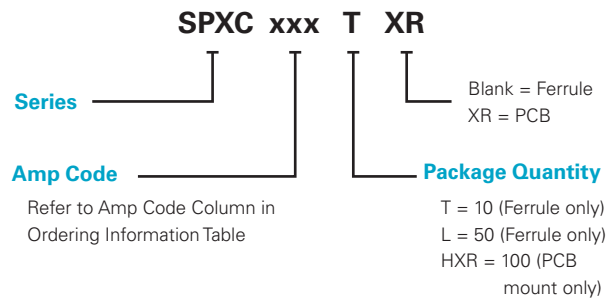 SPXC xxx T XR
Series
Blank = Ferrule
XR = PCB
Amp Code
Refer to Amp Code Column in
Ordering Information Table
Package Quantity
T = 10 (Ferrule only)
L = 50 (Ferrule only)
HXR = 100 (PCB
mount only)